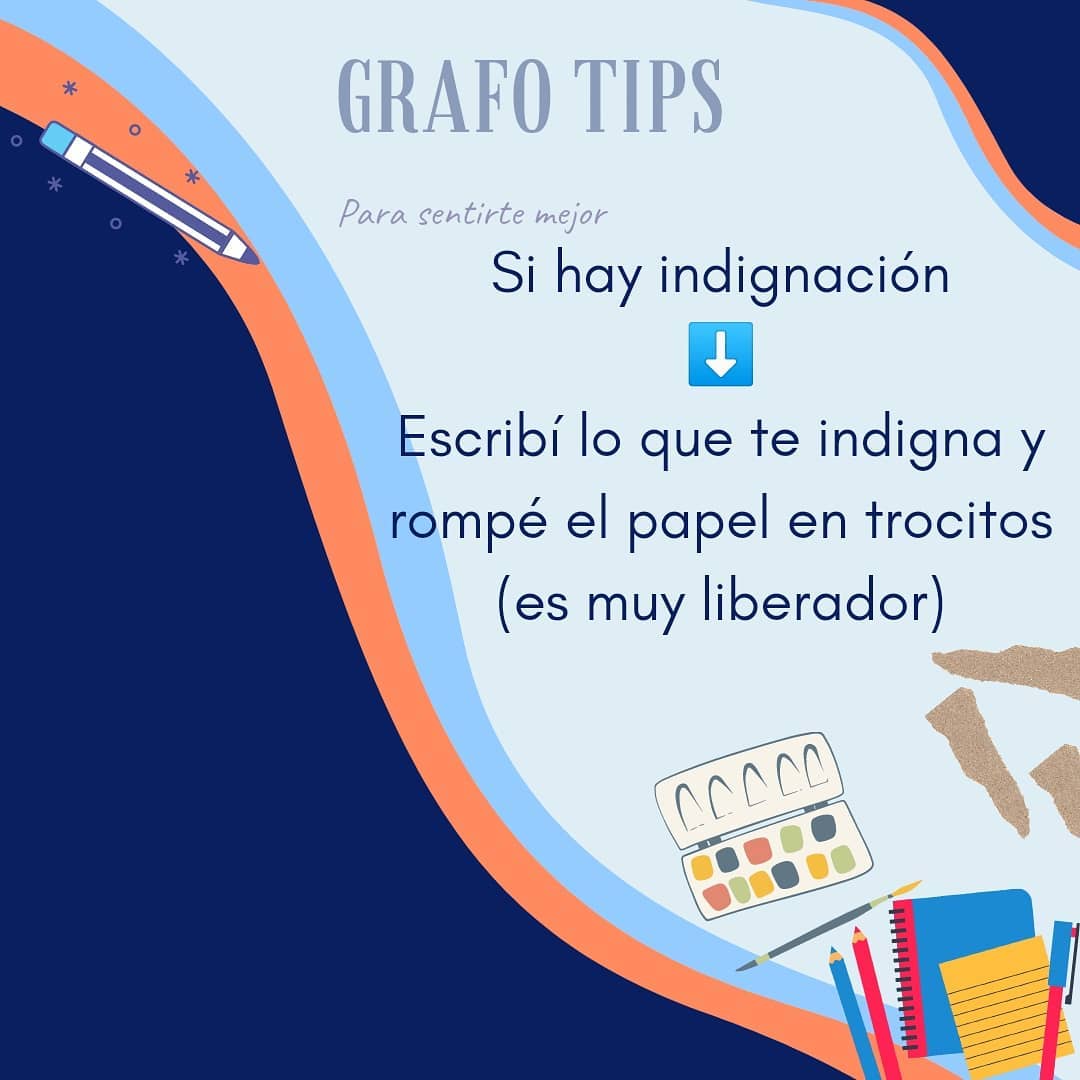 GRAFO TIPS
Para sentirte mejor
Si hay indignación
⬇️
Escribí lo que te indigna y
rompé el papel en trocitos
(es muy liberador)